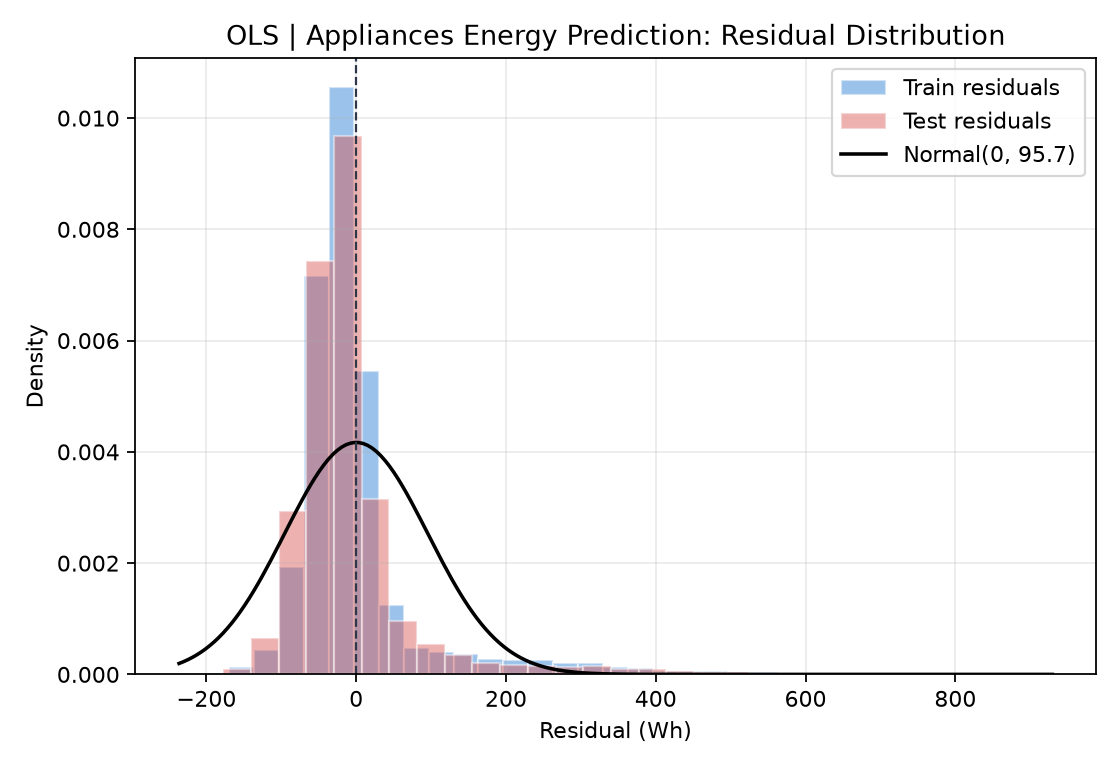 OLS | Appliances Energy Prediction: Residual Distribution
Train residuals
Test residuals
Normal(0, 95.7)
Density
0.010
0.008
0.006
0.004
0.002
0.000
−200
0
200
400
600
800
Residual (Wh)